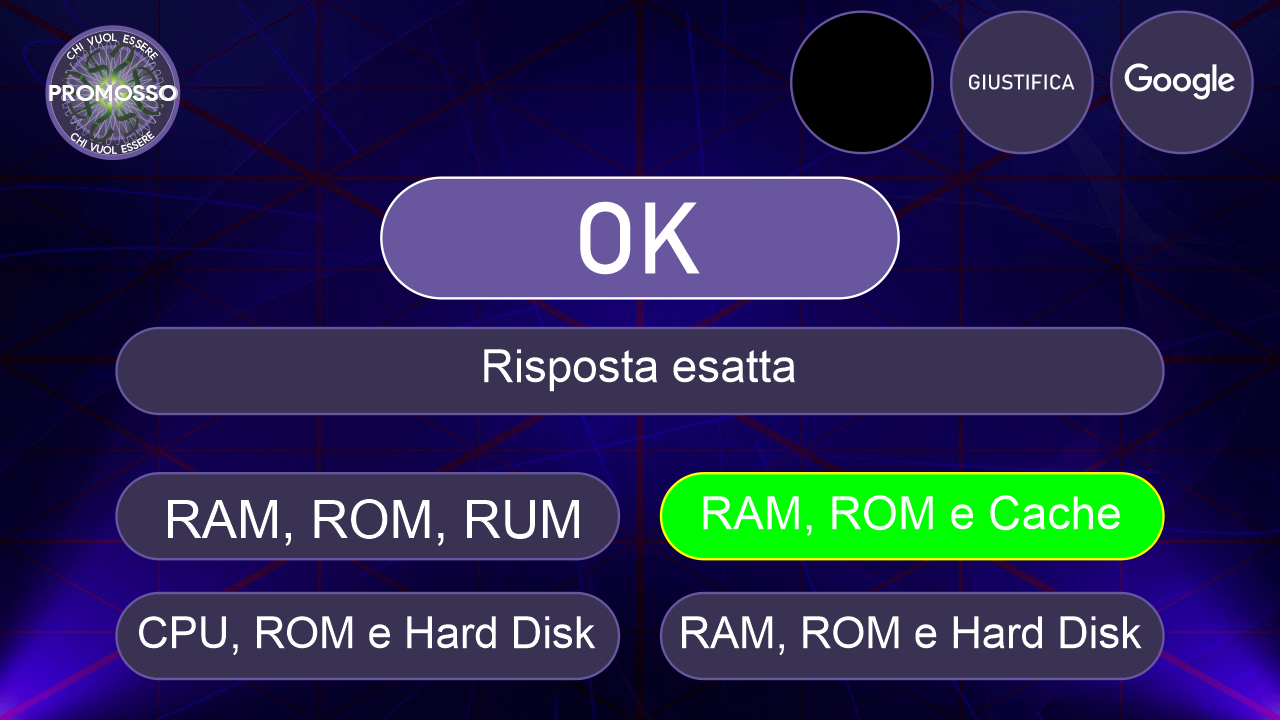 CHI VUOL ESSERE
PROMOSSO
CHI VUOL ESSERE
GIUSTIFICA
Google
OK
Risposta esatta
RAM, ROM, RUM
RAM, ROM e Cache
CPU, ROM e Hard Disk
RAM, ROM e Hard Disk